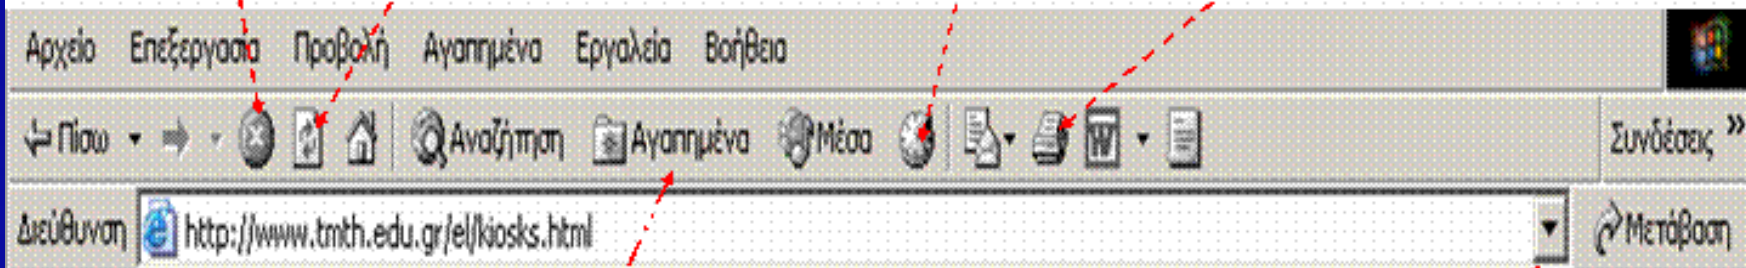 Αρχείο Επεξεργασία Προβολή Αγαπημένα Εργαλεία Βοήθεια
Πίσω Αναζήτηση Αγαπημένα Μέσα W Συνδέσεις »
Διεύθυνση http://www.tmth.edu.gr/el/kiosks.html Μετάβαση